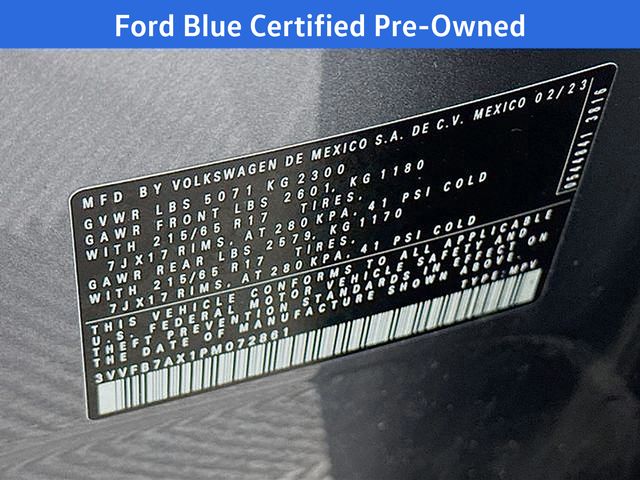 Ford Blue Certified Pre-Owned
MFD BY VOLKSWAGEN DE MEXICO S.A. DE C.V. MEXICO 02/23
GVWR LBS 5071 KG 2300
GAWR FRONT LBS 2601, KG 1180
WITH 215/65 R17 TIRES,
7JX17 RIMS, AT 280 KPA, 41 PSI COLD
GAWR REAR LBS 2579, KG 1170
WITH 215/65 R17 TIRES,
7JX17 RIMS, AT 280 KPA, 41 PSI COLD
THIS VEHICLE CONFORMS TO ALL APPLICABLE
U.S. FEDERAL MOTOR VEHICLE SAFETY AND
THEFT PREVENTION STANDARDS IN EFFECT ON
THE DATE OF MANUFACTURE SHOWN ABOVE.
3VVFB7AX1PM072861 TYPE: MPV